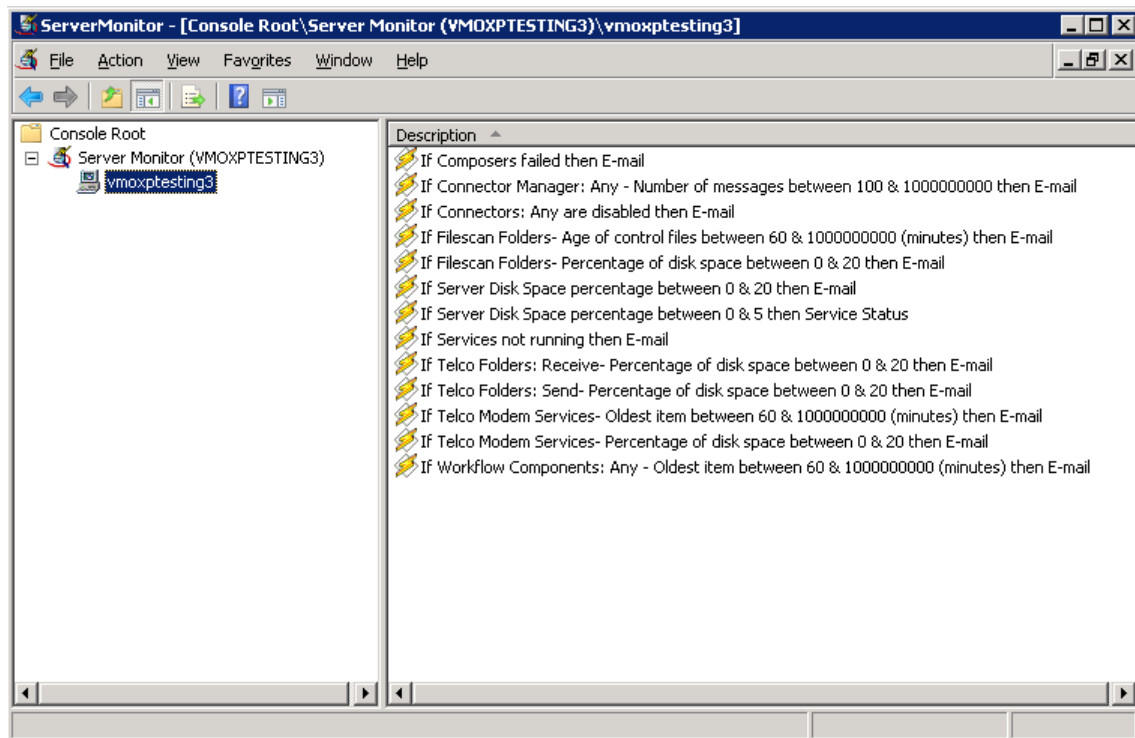 ServerMonitor - [Console Root\Server Monitor (VMOXPTESTING3)\vmoxptesting3]
File Action View Favorites Window Help
Console Root
Server Monitor (VMOXPTESTING3)
vmoxptesting3
Description
If Composers failed then E-mail
If Connector Manager: Any - Number of messages between 100 & 1000000000 then E-mail
If Connectors: Any are disabled then E-mail
If Filescan Folders- Age of control files between 60 & 1000000000 (minutes) then E-mail
If Filescan Folders- Percentage of disk space between 0 & 20 then E-mail
If Server Disk Space percentage between 0 & 20 then E-mail
If Server Disk Space percentage between 0 & 5 then Service Status
If Services not running then E-mail
If Telco Folders: Receive- Percentage of disk space between 0 & 20 then E-mail
If Telco Folders: Send- Percentage of disk space between 0 & 20 then E-mail
If Telco Modem Services- Oldest item between 60 & 1000000000 (minutes) then E-mail
If Telco Modem Services- Percentage of disk space between 0 & 20 then E-mail
If Workflow Components: Any - Oldest item between 60 & 1000000000 (minutes) then E-mail